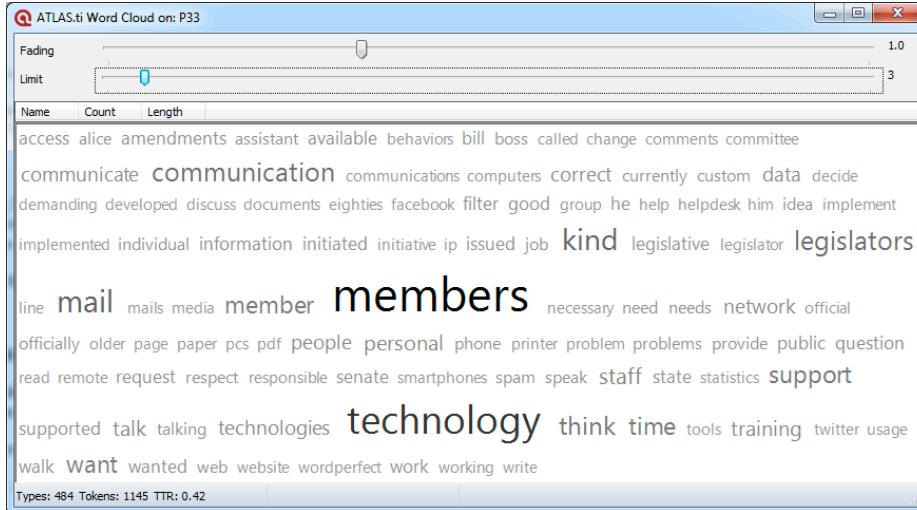 ATLAS.ti Word Cloud on: P33
Fading 1.0
Limit 3
Name Count Length
access alice amendments assistant available behaviors bill boss called change comments committee
communicate communication communications computers correct currently custom data decide
demanding developed discuss documents eighties facebook filter good group he help helpdesk him idea implement
implemented individual information initiated initiative ip issued job kind legislative legislator legislators
line mail mails media member members necessary need needs network official
officially older page paper pcs pdf people personal phone printer problem problems provide public question
read remote request respect responsible senate smartphones spam speak staff state statistics support
supported talk talking technologies technology think time tools training twitter usage
walk want wanted web website wordperfect work working write
Types: 484 Tokens: 1145 TTR: 0.42